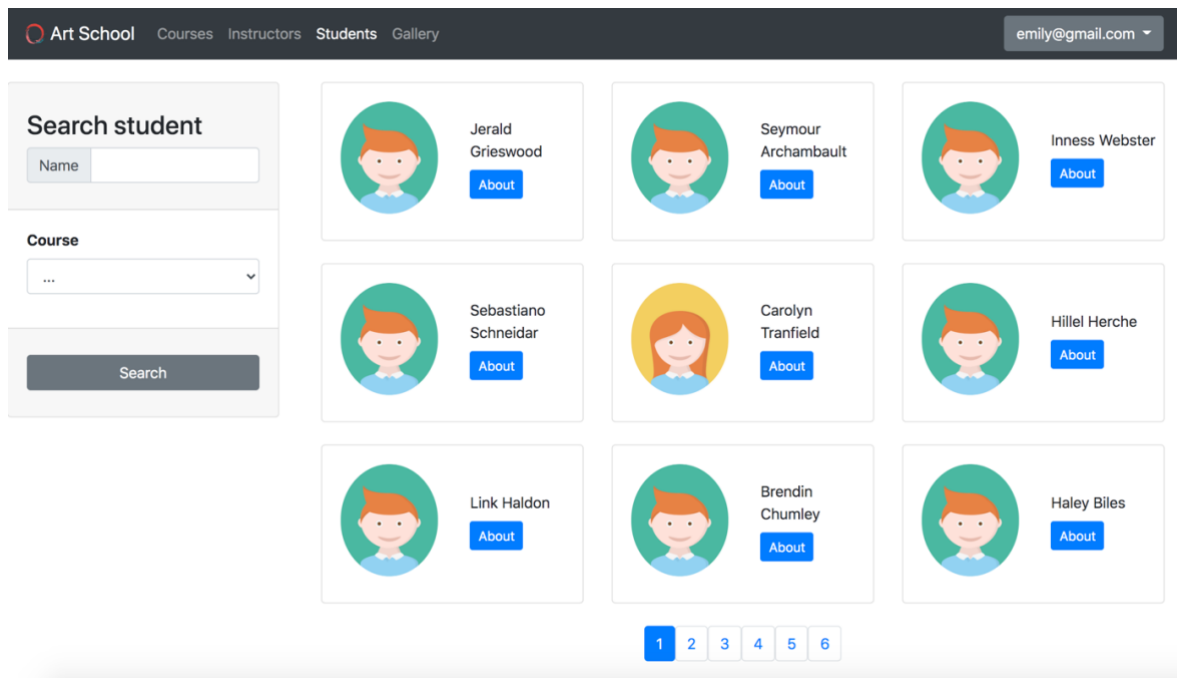 Art School Courses Instructors Students Gallery emily@gmail.com
Search student
Name
Course
...
Search
Jerald
Grieswood
About
Seymour
Archambault
About
Inness Webster
About
Sebastiano
Schneidar
About
Carolyn
Tranfield
About
Hillel Herche
About
Link Haldon
About
Brendin
Chumley
About
Haley Biles
About
1 2 3 4 5 6